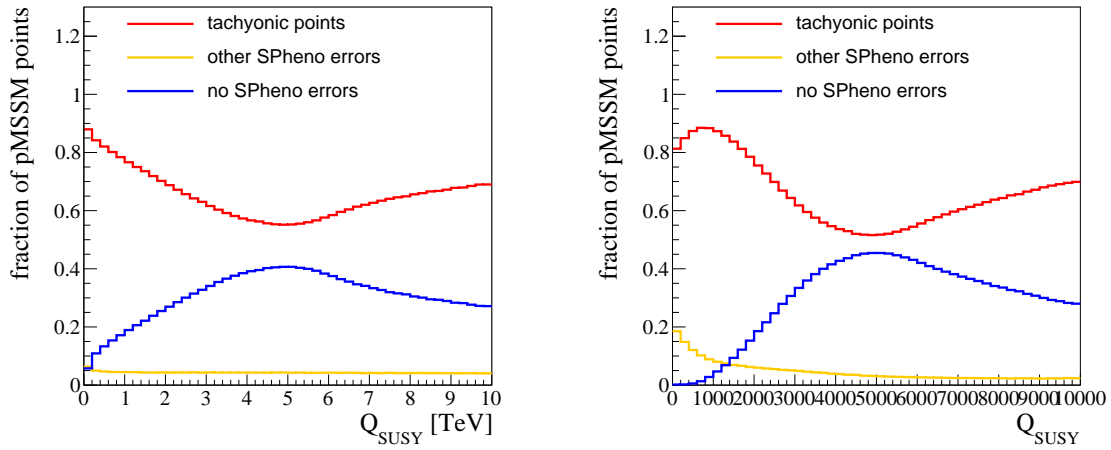 fraction of pMSSM points
1.2
1
0.8
0.6
0.4
0.2
0
tachyonic points
other SPheno errors
no SPheno errors
0 1 2 3 4 5 6 7 8 9 10
Q_SUSY [TeV]
fraction of pMSSM points
1.2
1
0.8
0.6
0.4
0.2
0
tachyonic points
other SPheno errors
no SPheno errors
0 1000 2000 3000 4000 5000 6000 7000 8000 9000 10000
Q_SUSY